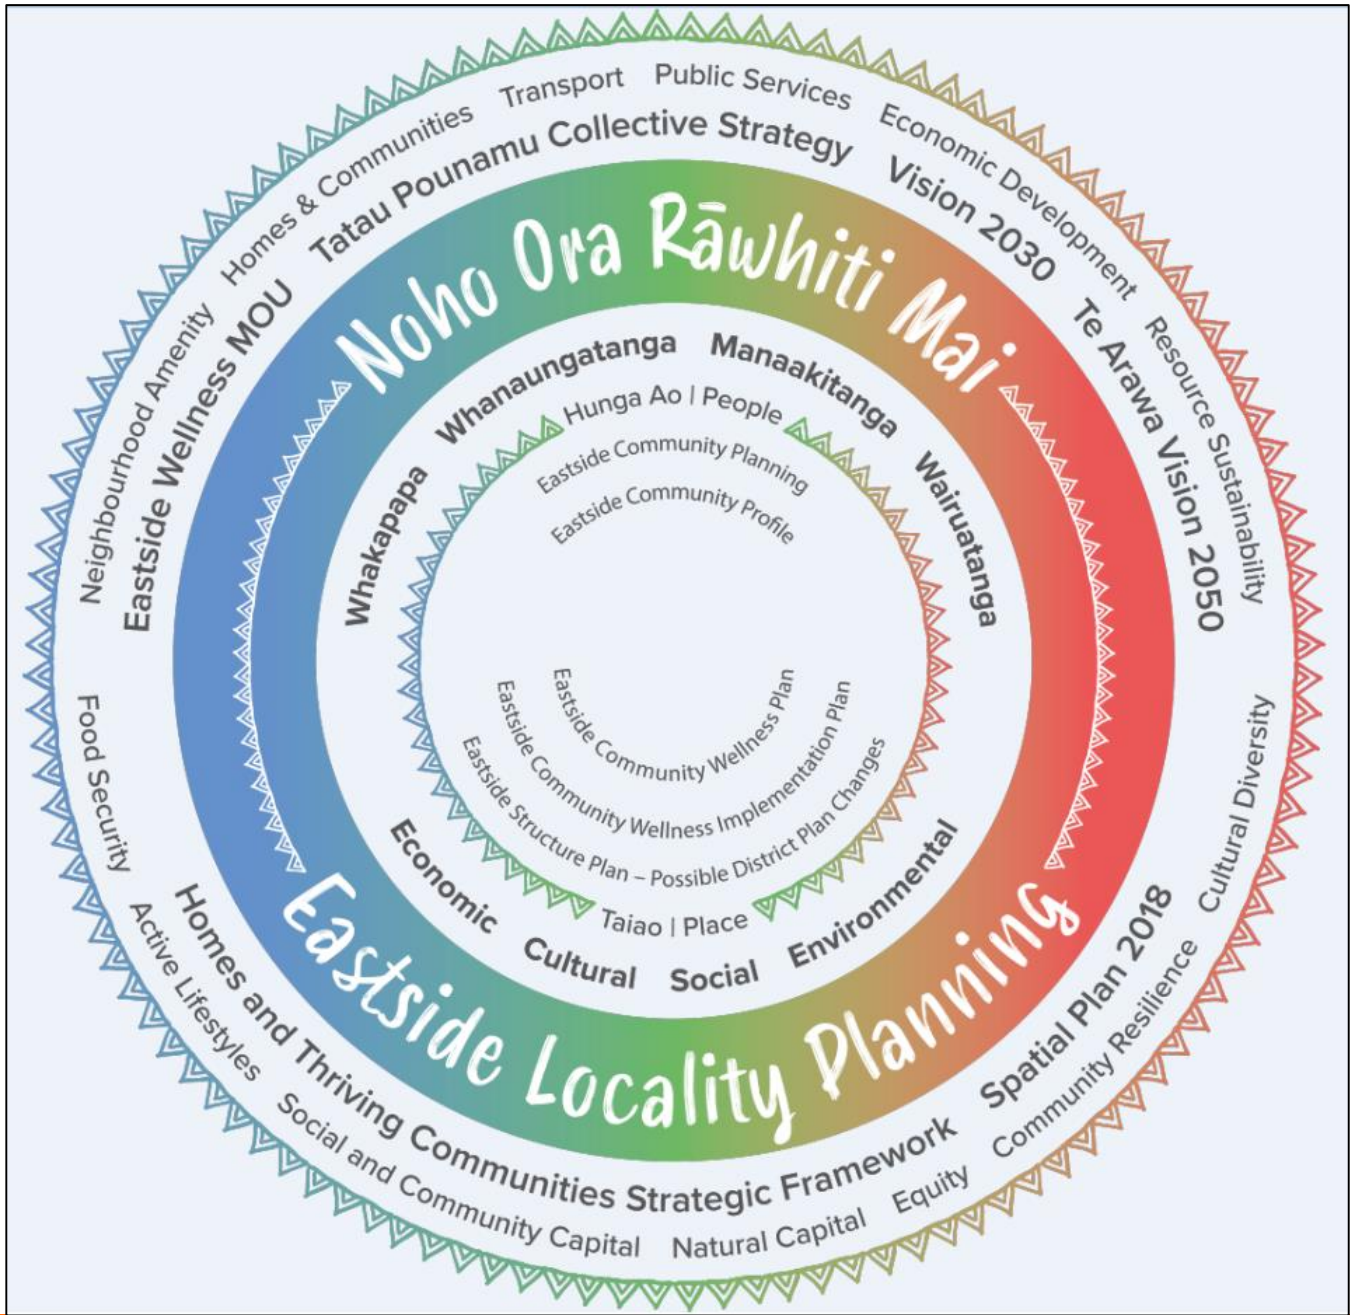 Neighbourhood Amenity
Homes & Communities
Transport
Public Services
Economic Development
Resource Sustainability
Eastside Wellness MOU
Tatau Pounamu Collective Strategy
Vision 2030
Te Arawa Vision 2050
Noho Ora Rāwhiti Mai
Whakapapa
Whanaungatanga
Manaakitanga
Wairuatanga
Hunga Ao | People
Eastside Community Planning
Eastside Community Profile
Eastside Community Wellness Plan
Eastside Community Wellness Implementation Plan
Eastside Structure Plan – Possible District Plan Changes
Taiao | Place
Economic
Cultural
Social
Environmental
Eastside Locality Planning
Homes and Thriving Communities Strategic Framework
Spatial Plan 2018
Food Security
Active Lifestyles
Social and Community Capital
Natural Capital
Equity
Community Resilience
Cultural Diversity